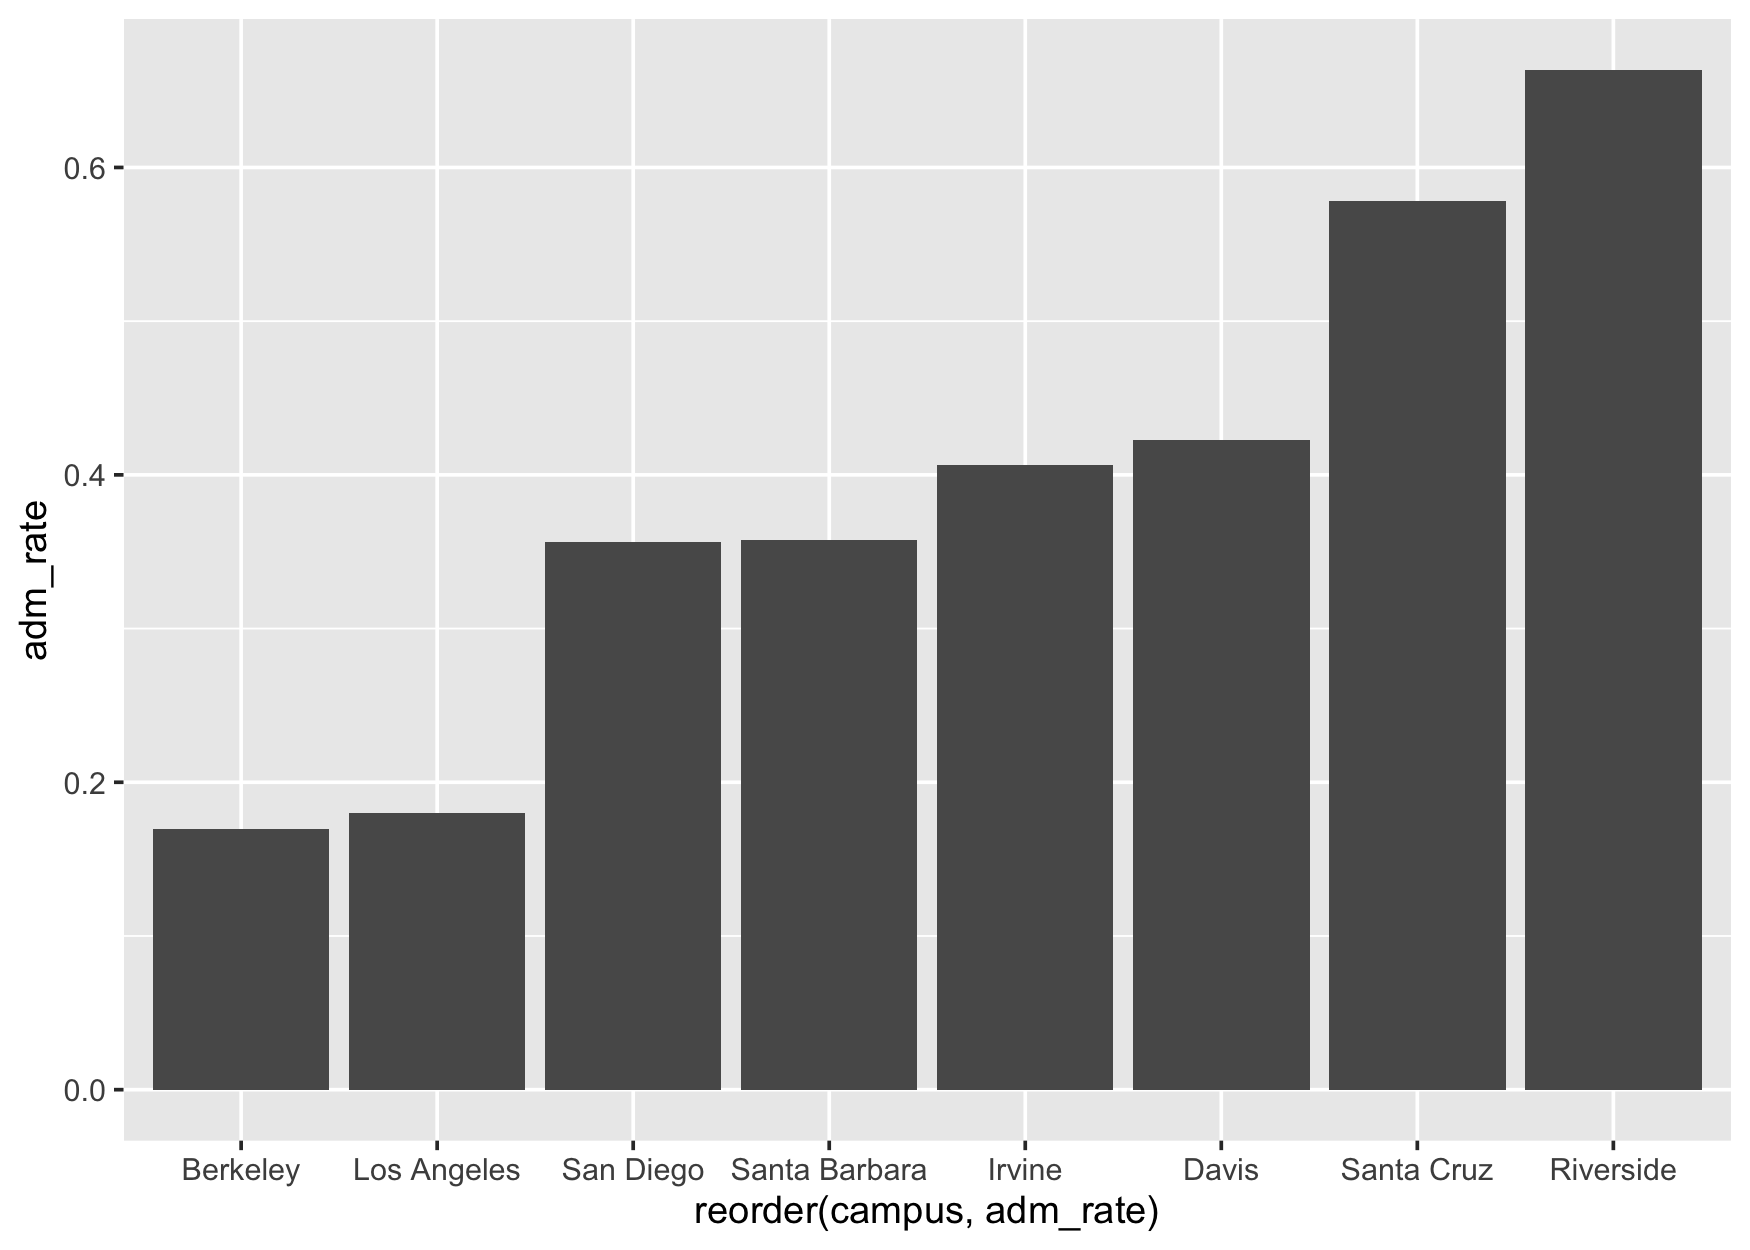 adm_rate
0.6
0.4
0.2
0.0
Berkeley Los Angeles San Diego Santa Barbara Irvine Davis Santa Cruz Riverside
reorder(campus, adm_rate)